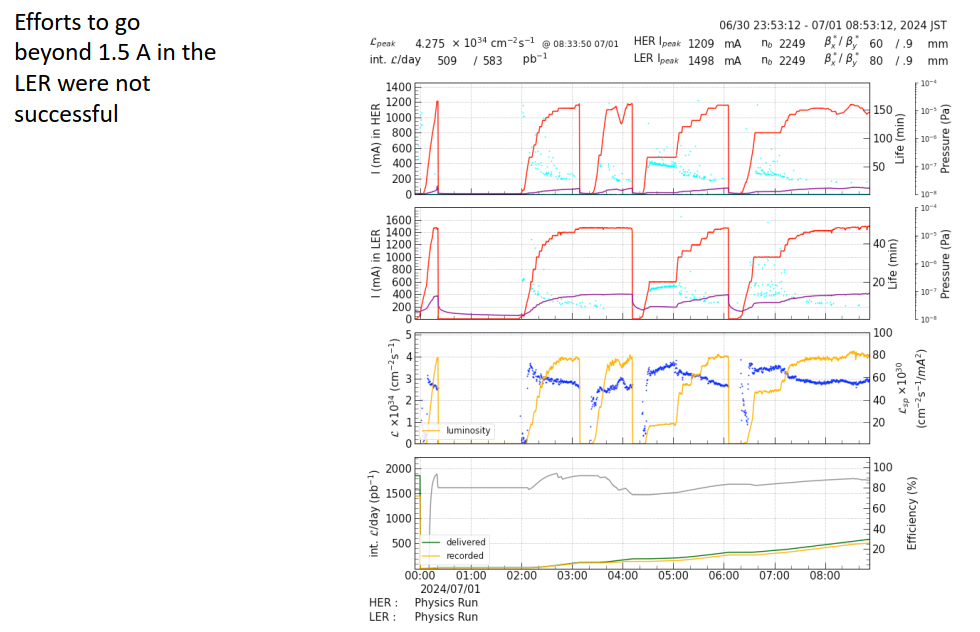 Efforts to go
beyond 1.5 A in the
LER were not
successful
06/30 23:53:12 - 07/01 08:53:12, 2024 JST
ℒpeak 4.275 × 10³⁴ cm⁻²s⁻¹ @ 08:33:50 07/01 HER Ipeak 1209 mA nb 2249 βx*/ βy* 60 / .9 mm
int. ℒ/day 509 / 583 pb⁻¹ LER Ipeak 1498 mA nb 2249 βx*/ βy* 80 / .9 mm
I (mA) in HER
1400
1200
1000
800
600
400
200
0
150
100
50
Life (min)
10⁻⁴
10⁻⁵
10⁻⁶
10⁻⁷
10⁻⁸
Pressure (Pa)
I (mA) in LER
1600
1400
1200
1000
800
600
400
200
0
40
20
Life (min)
10⁻⁴
10⁻⁵
10⁻⁶
10⁻⁷
10⁻⁸
Pressure (Pa)
ℒ ×10³⁴ (cm⁻²s⁻¹)
5
4
3
2
1
0
luminosity
100
80
60
40
20
ℒsp ×10³⁰
(cm⁻²s⁻¹/mA²)
int. ℒ/day (pb⁻¹)
2000
1500
1000
500
delivered
recorded
100
80
60
40
20
Efficiency (%)
00:00 01:00 02:00 03:00 04:00 05:00 06:00 07:00 08:00
2024/07/01
HER : Physics Run
LER : Physics Run